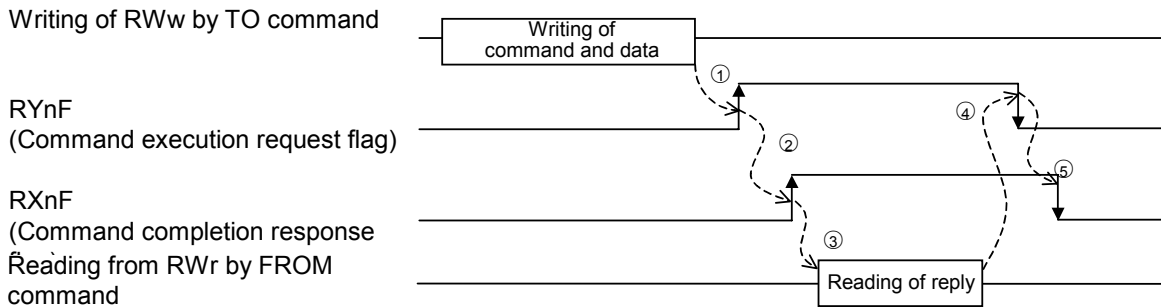 Writing of RWw by TO command
Writing of
command and data
①
RYnF
④
(Command execution request flag)
②
⑤
RXnF
(Command completion response
③
Reading from RWr by FROM
Reading of reply
command